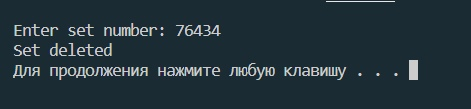 Enter set number: 76434
Set deleted
Для продолжения нажмите любую клавишу . . .